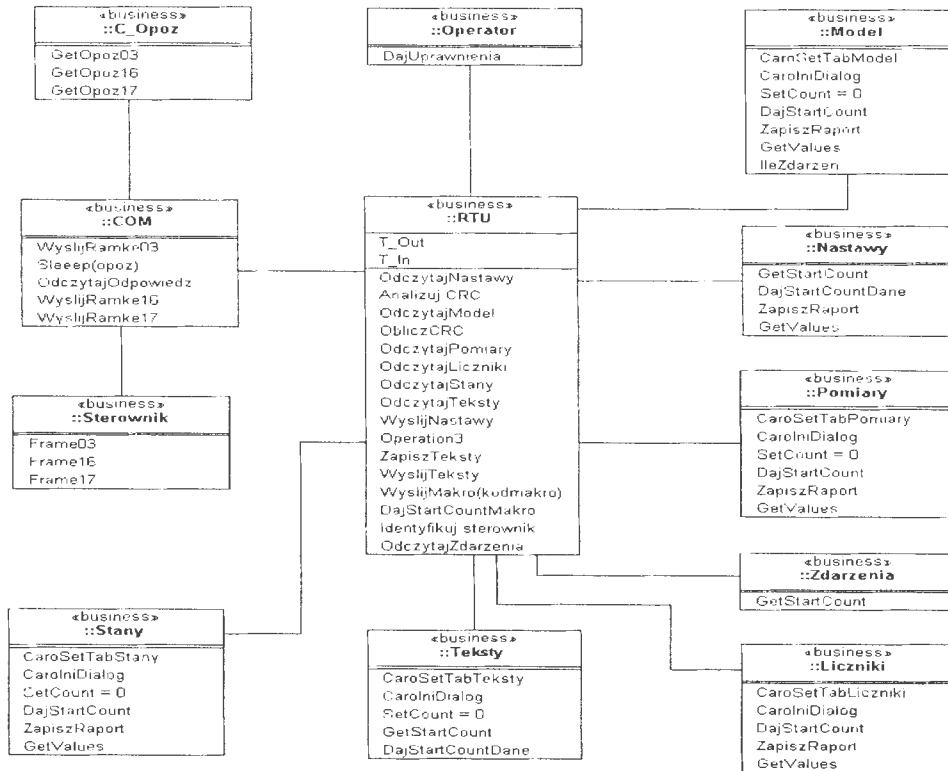 «business»
::C_Opoz
GetOpoz03
GetOpoz16
GetOpoz17
«business»
::Operator
DajUprawnienia
«business»
::Model
CaroSetTabModel
CaroIniDialog
SetCount = 0
DajStartCount
ZapiszRaport
GetValues
IleZdarzen
«business»
::COM
WyslijRamke03
Sleeep(opoz)
OdczytajOdpowiedz
WyslijRamke16
WyslijRamke17
«business»
::RTU
T_Out
T_In
OdczytajNastawy
Analizuj CRC
OdczytajModel
ObliczCRC
OdczytajPomiary
OdczytajLiczniki
OdczytajStany
OdczytajTeksty
WyslijNastawy
Operation3
ZapiszTeksty
WyslijTeksty
WyslijMakro(kodmakro)
DajStartCountMakro
Identyfikuj sterownik
OdczytajZdarzenia
«business»
::Nastawy
GetStartCount
DajStartCountDane
ZapiszRaport
GetValues
«business»
::Sterownik
Frame03
Frame16
Frame17
«business»
::Pomiary
CaroSetTabPomiary
CaroIniDialog
SetCount = 0
DajStartCount
ZapiszRaport
GetValues
«business»
::Zdarzenia
GetStartCount
«business»
::Stany
CaroSetTabStany
CaroIniDialog
SetCount = 0
DajStartCount
ZapiszRaport
GetValues
«business»
::Teksty
CaroSetTabTeksty
CaroIniDialog
SetCount = 0
GetStartCount
DajStartCountDane
«business»
::Liczniki
CaroSetTabLiczniki
CaroIniDialog
DajStartCount
ZapiszRaport
GetValues